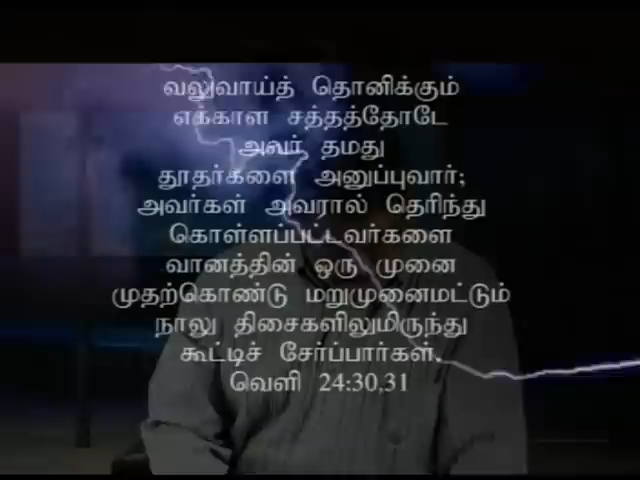 வலுவாய்த் தொனிக்கும்
எக்காள சத்தத்தோடே
அவர் தமது
தூதர்களை அனுப்புவார்;
அவர்கள் அவரால் தெரிந்து
கொள்ளப்பட்டவர்களை
வானத்தின் ஒரு முனை
முதற்கொண்டு மறுமுனைமட்டும்
நாலு திசைகளிலுமிருந்து
கூட்டிச் சேர்ப்பார்கள்.
வெளி 24:30,31